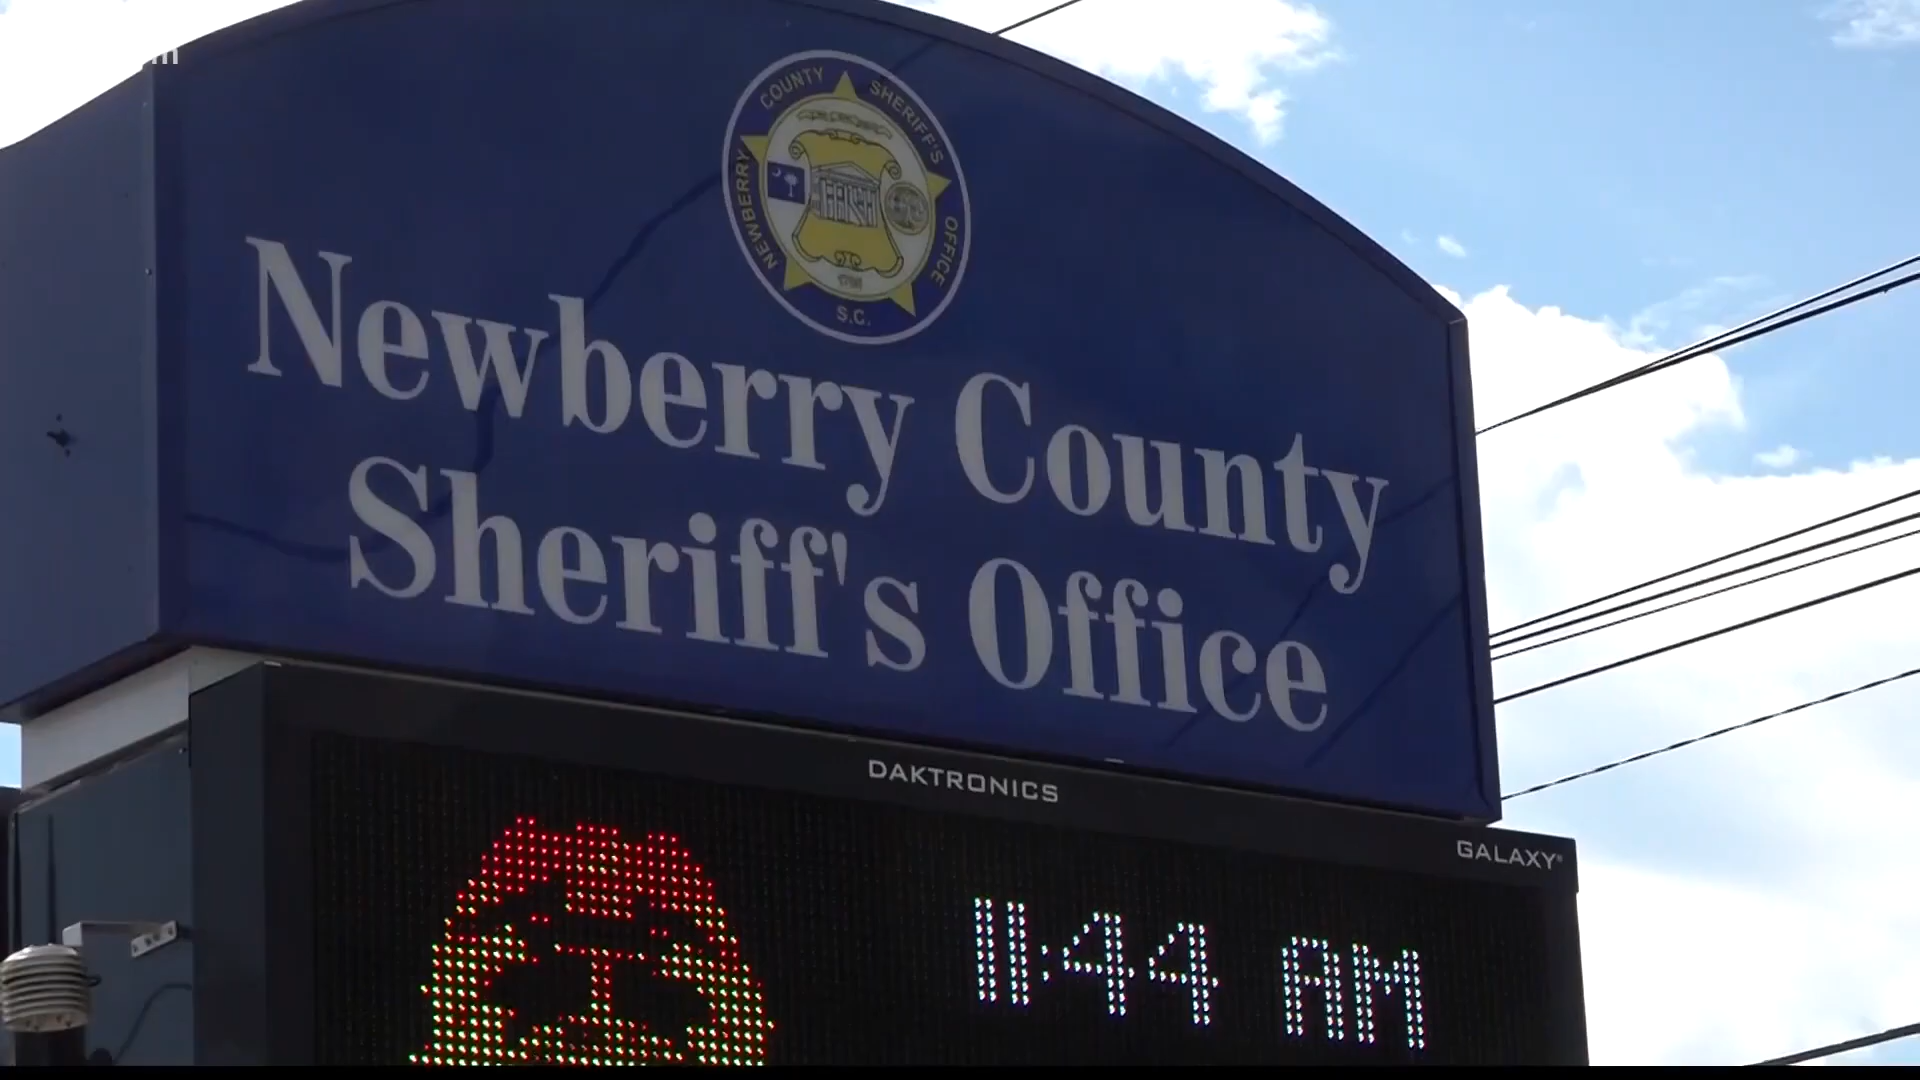 NEWBERRY COUNTY SHERIFF'S OFFICE
S.C.
Newberry County
Sheriff's Office
DAKTRONICS
GALAXY®
11:44 AM